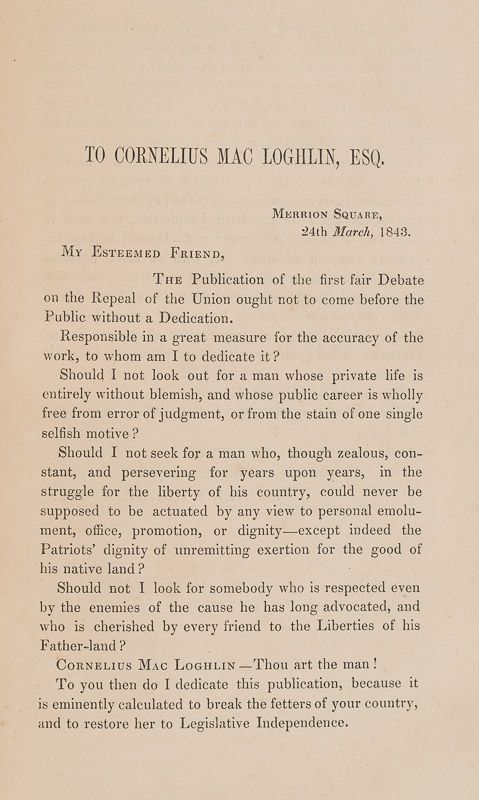 TO CORNELIUS MAC LOGHLIN, ESQ.
Merrion Square,
24th March, 1843.
My Esteemed Friend,
The Publication of the first fair Debate
on the Repeal of the Union ought not to come before the
Public without a Dedication.
Responsible in a great measure for the accuracy of the
work, to whom am I to dedicate it?
Should I not look out for a man whose private life is
entirely without blemish, and whose public career is wholly
free from error of judgment, or from the stain of one single
selfish motive?
Should I not seek for a man who, though zealous, con-
stant, and persevering for years upon years, in the
struggle for the liberty of his country, could never be
supposed to be actuated by any view to personal emolu-
ment, office, promotion, or dignity—except indeed the
Patriots' dignity of unremitting exertion for the good of
his native land?
Should not I look for somebody who is respected even
by the enemies of the cause he has long advocated, and
who is cherished by every friend to the Liberties of his
Father-land?
Cornelius Mac Loghlin—Thou art the man!
To you then do I dedicate this publication, because it
is eminently calculated to break the fetters of your country,
and to restore her to Legislative Independence.